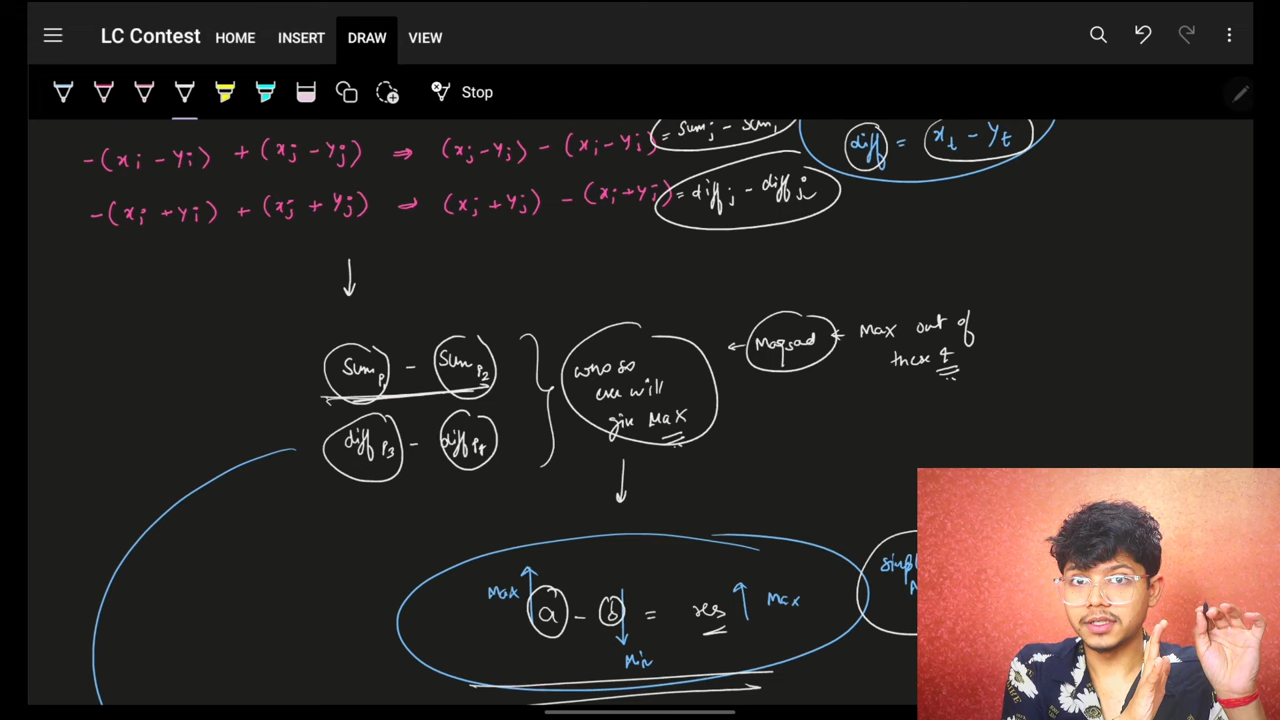 LC Contest HOME INSERT DRAW VIEW
Stop
-(xi - yi) + (xj - yj) ⇒ (xj - yj) - (xi - yi) = Sumj - Sumi
diff = xt - yt
-(xi + yi) + (xj + yj) → (xj + yj) - (xi + yi) = diffj - diffi
Sump1 - Sump2
diffp3 - diffp4
who so
ever will
give Max
← Maqsad ← Max out of
these 4
Max a - b = res Max
Min